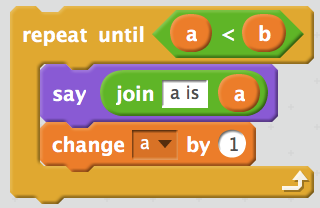 repeat until a < b
say join a is a
change a by 1